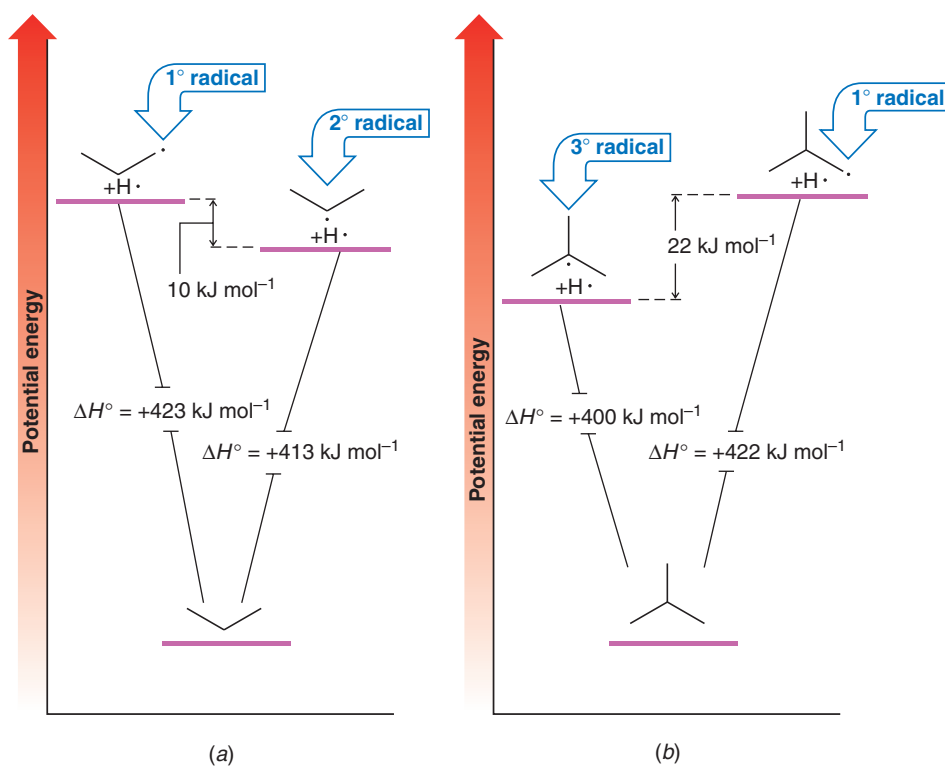 Potential energy
1° radical
2° radical
+H·
+H·
10 kJ mol⁻¹
ΔH° = +423 kJ mol⁻¹
ΔH° = +413 kJ mol⁻¹
(a)
Potential energy
3° radical
1° radical
+H·
+H·
22 kJ mol⁻¹
ΔH° = +400 kJ mol⁻¹
ΔH° = +422 kJ mol⁻¹
(b)